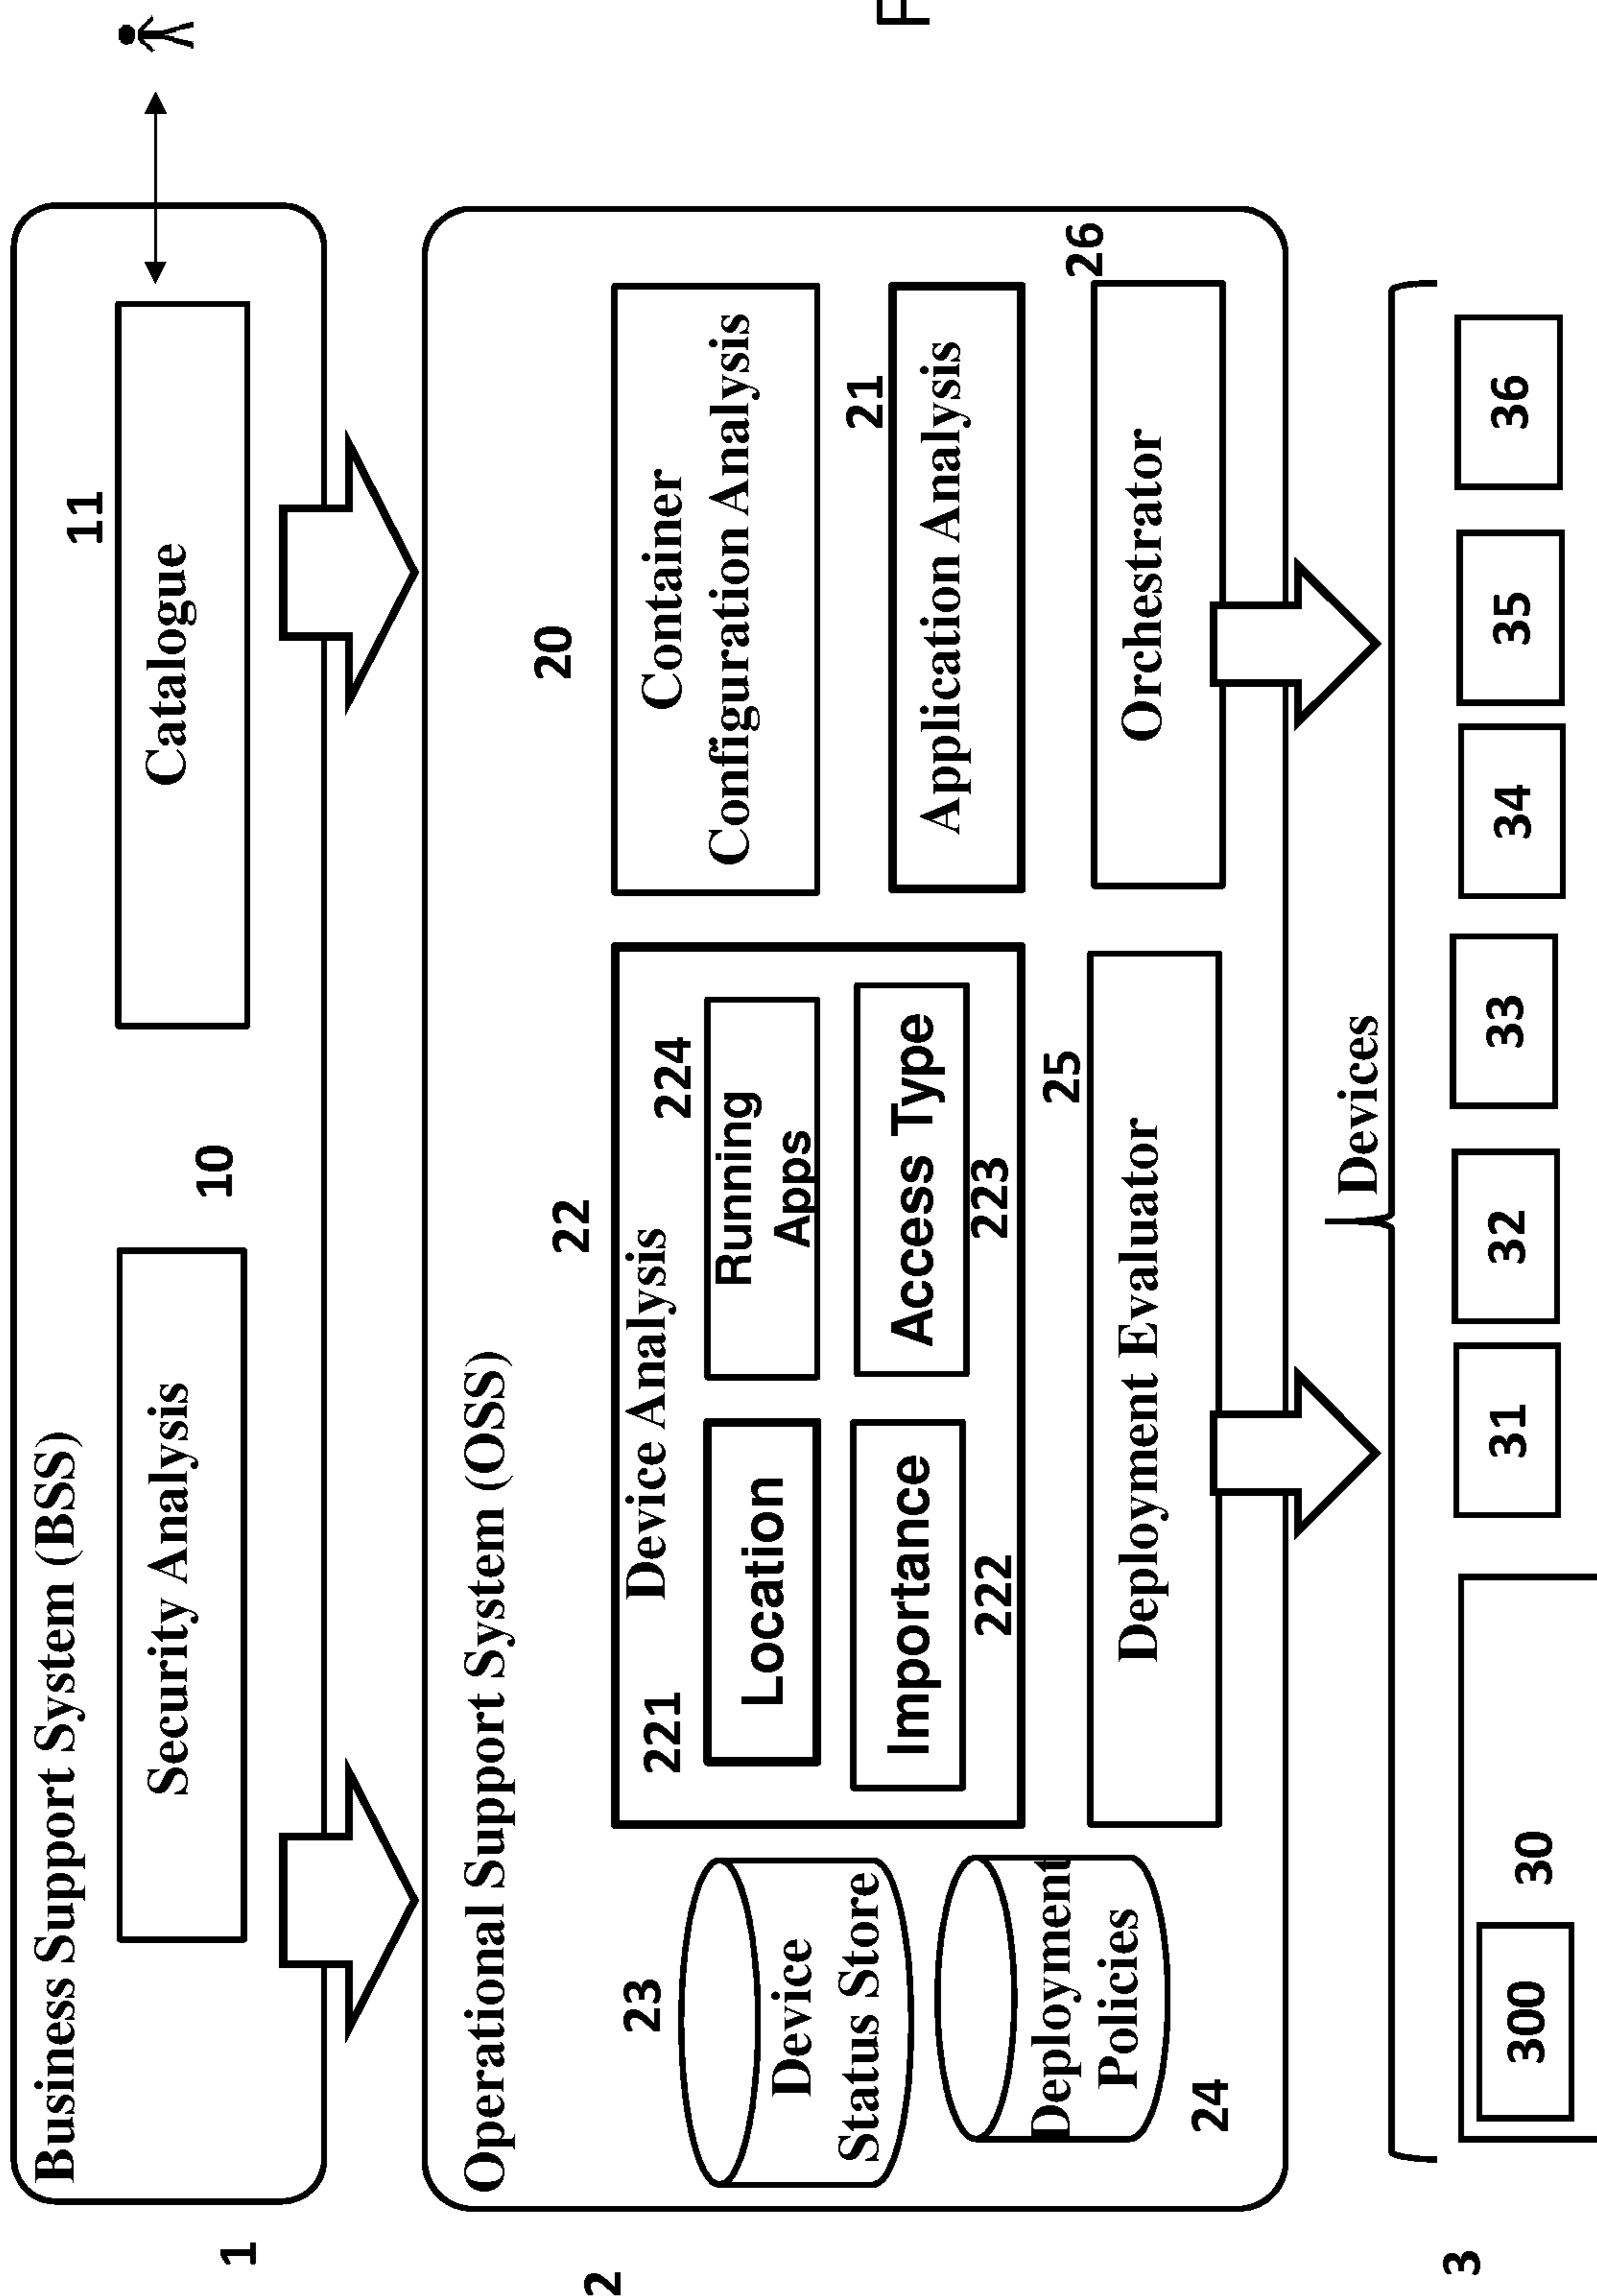 1
Business Support System (BSS)
Security Analysis
10
Catalogue
11
2
Operational Support System (OSS)
23
Device
Status Store
Deployment
Policies
24
22
Device Analysis
221
Location
224
Running
Apps
Importance
222
Access Type
223
20
Container
Configuration Analysis
21
Application Analysis
25
Deployment Evaluator
26
Orchestrator
Devices
3
300
30
31
32
33
34
35
36
F